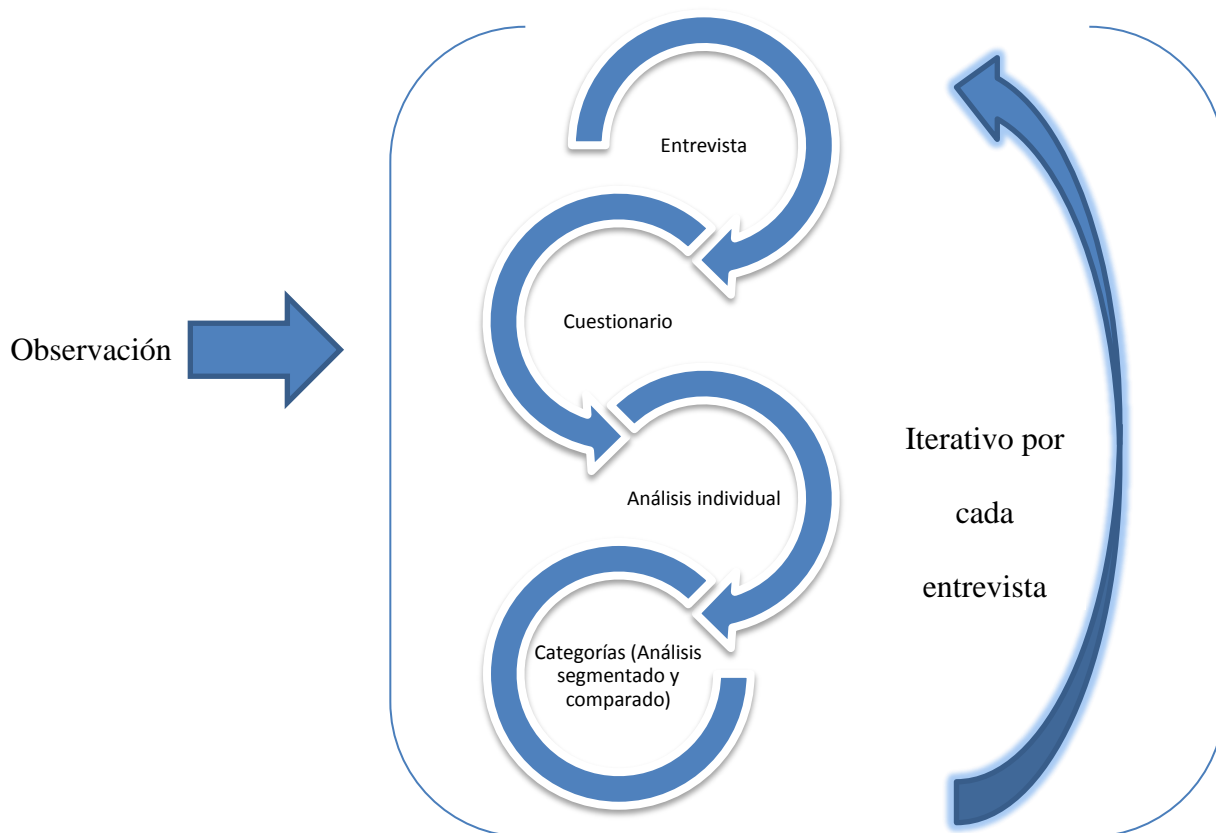 Observación
Entrevista
Cuestionario
Análisis individual
Categorías (Análisis
segmentado y
comparado)
Iterativo por
cada
entrevista